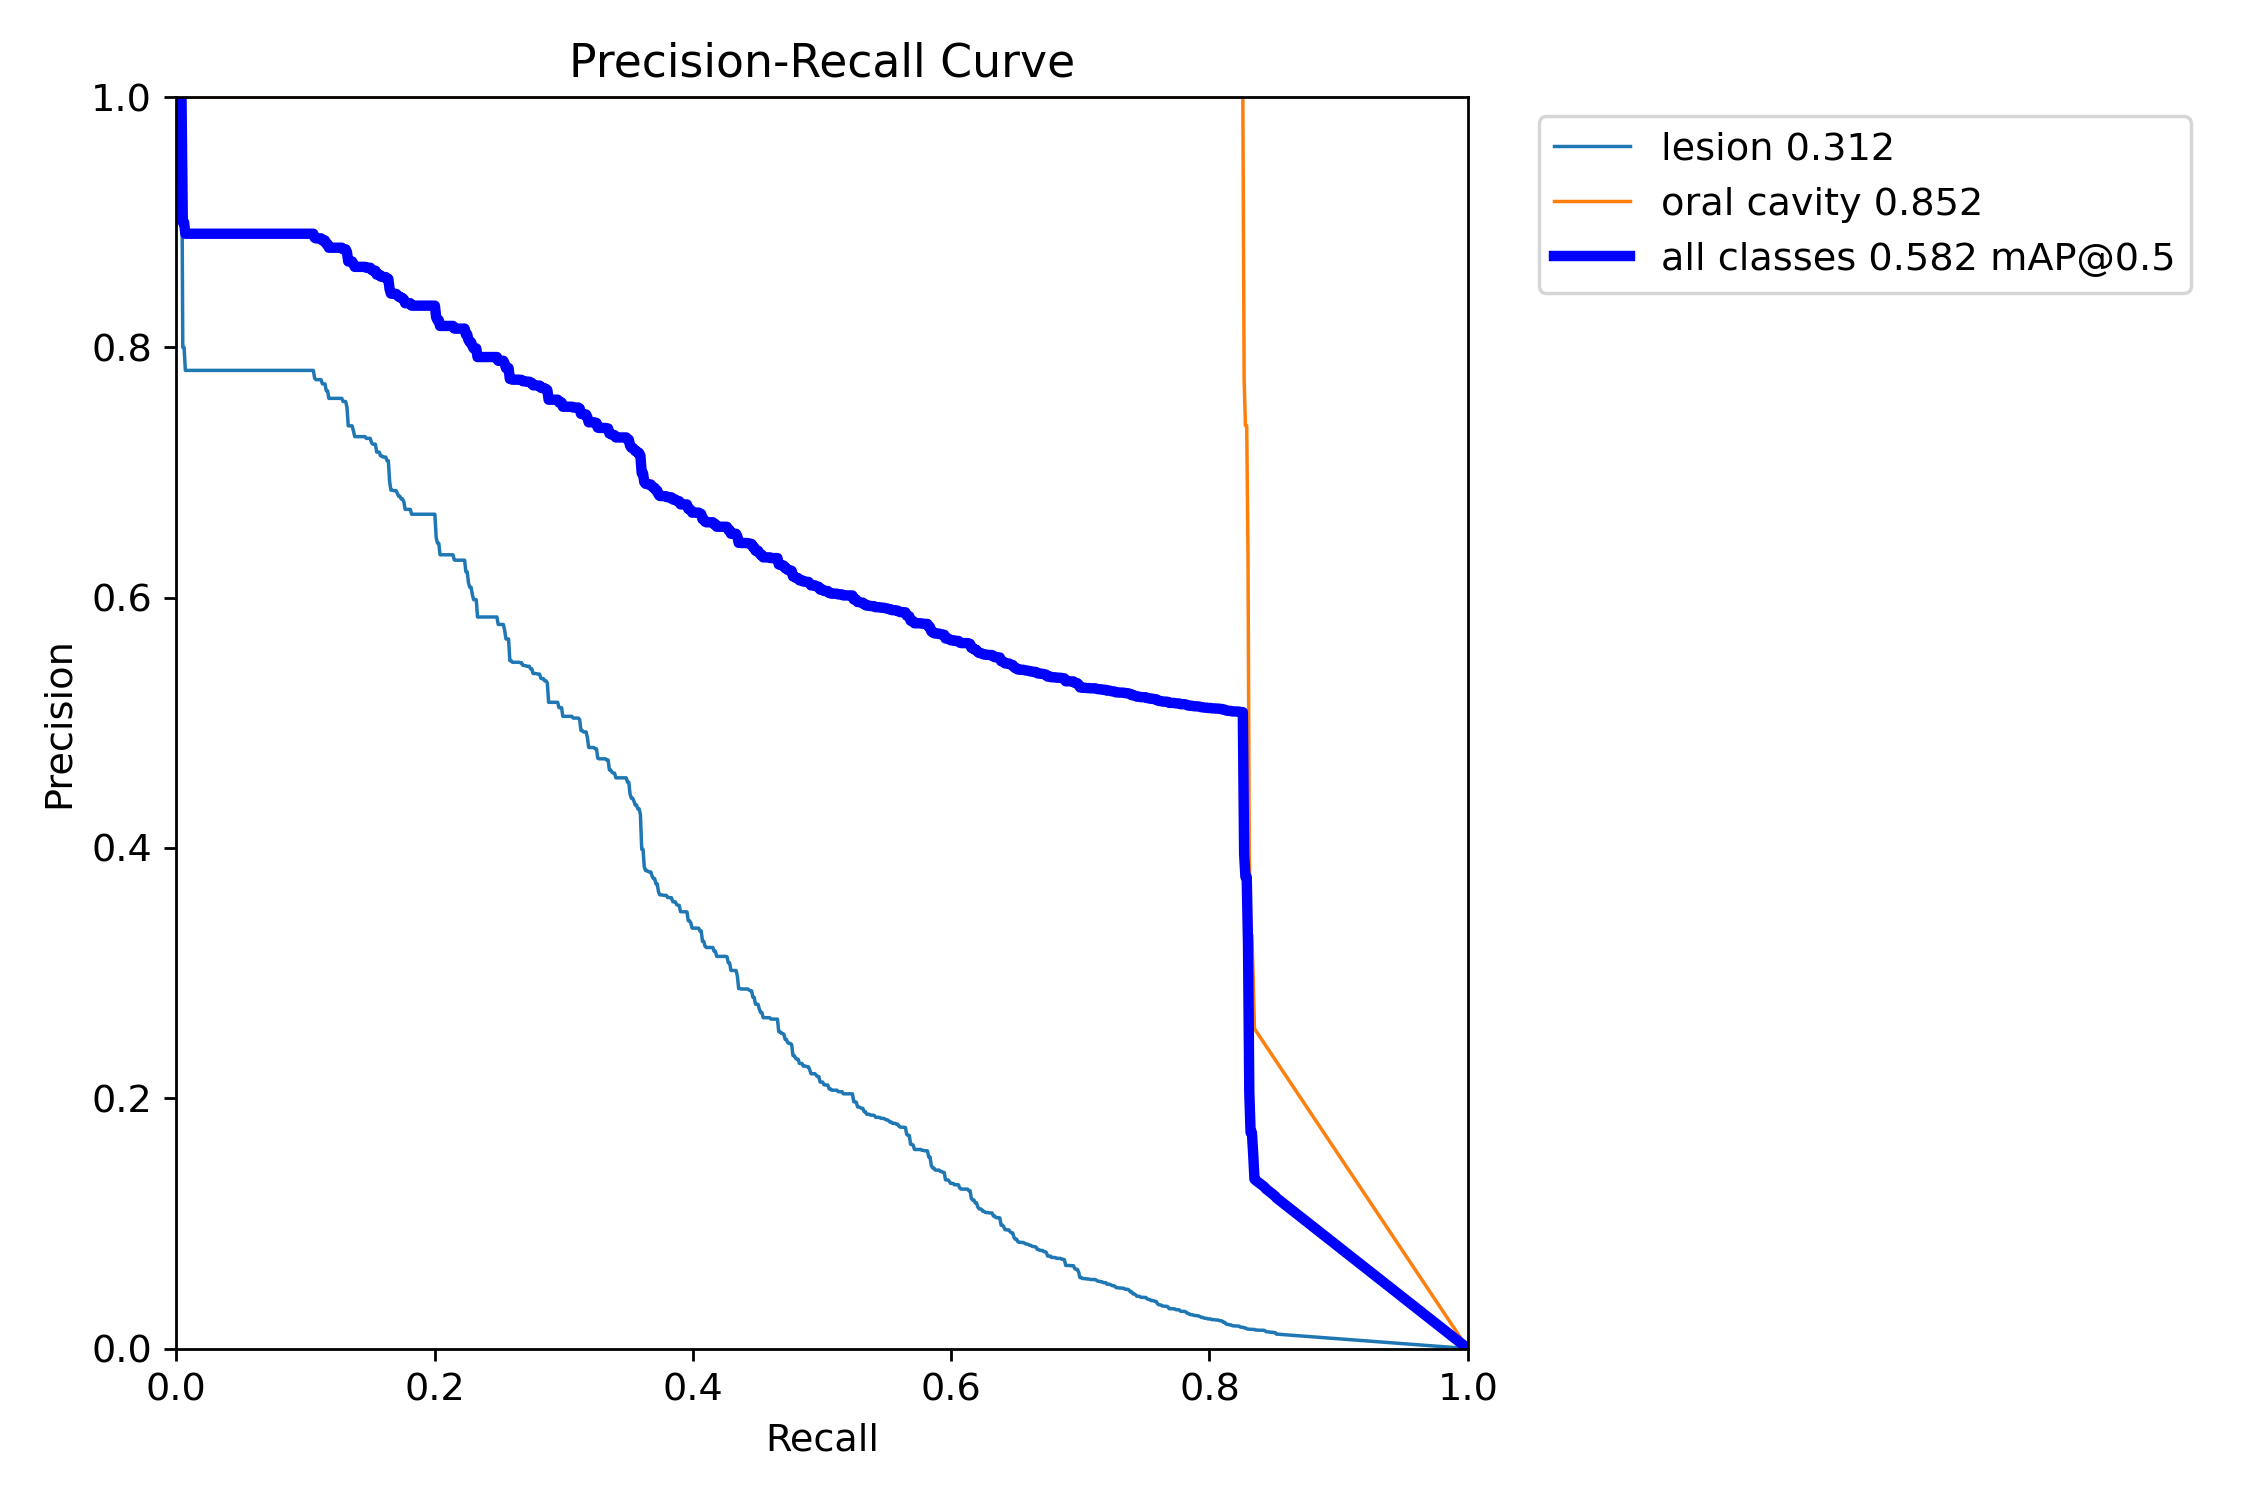 Precision-Recall Curve
1.0
0.8
0.6
0.4
0.2
0.0
Precision
0.0 0.2 0.4 0.6 0.8 1.0
Recall
lesion 0.312
oral cavity 0.852
all classes 0.582 mAP@0.5